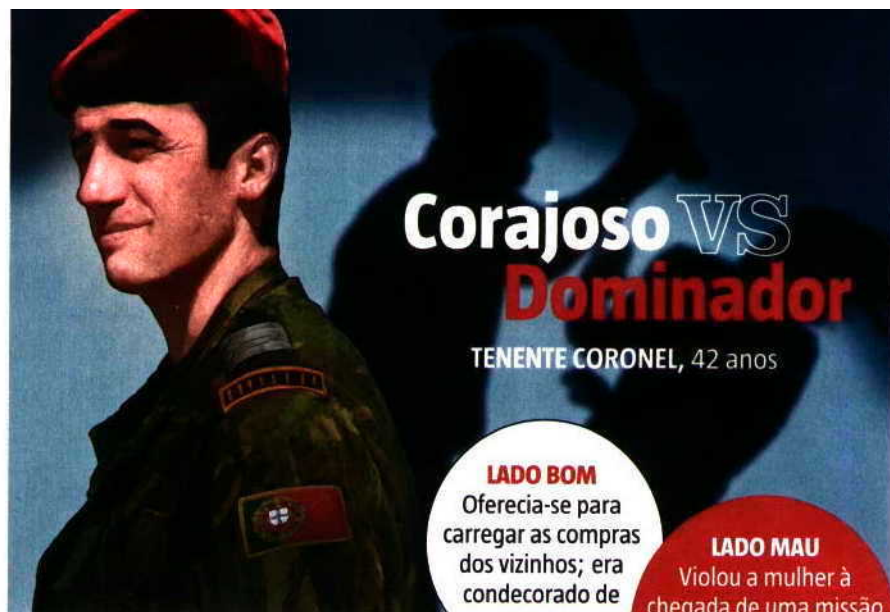 Corajoso VS
Dominador
TENENTE CORONEL, 42 anos
LADO BOM
Oferecia-se para
carregar as compras
dos vizinhos; era
condecorado de
LADO MAU
Violou a mulher à
chegada de uma missão